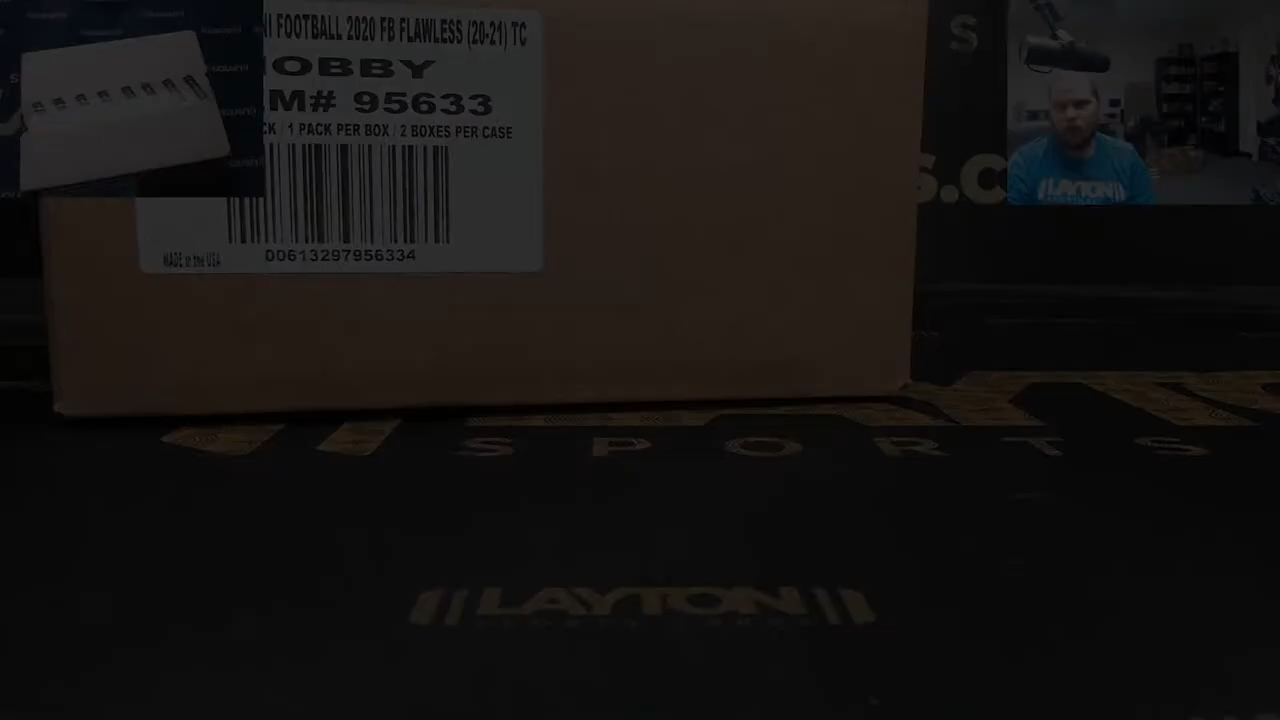 NI FOOTBALL 2020 FB FLAWLESS (20-21) TC
OBBY
M# 95633
CK / 1 PACK PER BOX / 2 BOXES PER CASE
MADE in the USA
00613297956334
S
S.C
LAYTON
SPORTS
LAYTON